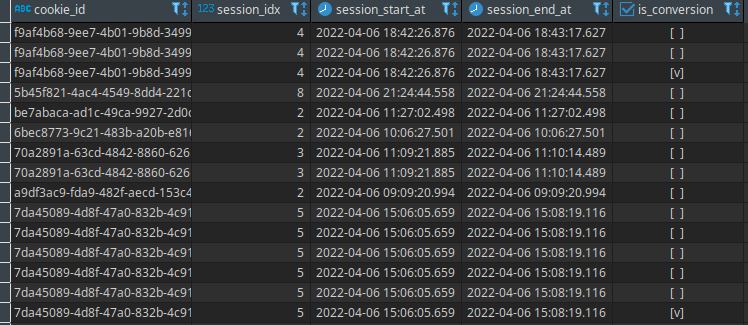 ABC cookie_id 123 session_idx session_start_at session_end_at is_conversion
f9af4b68-9ee7-4b01-9b8d-3499 4 2022-04-06 18:42:26.876 2022-04-06 18:43:17.627 [ ]
f9af4b68-9ee7-4b01-9b8d-3499 4 2022-04-06 18:42:26.876 2022-04-06 18:43:17.627 [ ]
f9af4b68-9ee7-4b01-9b8d-3499 4 2022-04-06 18:42:26.876 2022-04-06 18:43:17.627 [v]
5b45f821-4ac4-4549-8dd4-221c 8 2022-04-06 21:24:44.558 2022-04-06 21:24:44.558 [ ]
be7abaca-ad1c-49ca-9927-2d0c 2 2022-04-06 11:27:02.498 2022-04-06 11:27:02.498 [ ]
6bec8773-9c21-483b-a20b-e816 2 2022-04-06 10:06:27.501 2022-04-06 10:06:27.501 [ ]
70a2891a-63cd-4842-8860-626 3 2022-04-06 11:09:21.885 2022-04-06 11:10:14.489 [ ]
70a2891a-63cd-4842-8860-626 3 2022-04-06 11:09:21.885 2022-04-06 11:10:14.489 [ ]
a9df3ac9-fda9-482f-aecd-153c4 2 2022-04-06 09:09:20.994 2022-04-06 09:09:20.994 [ ]
7da45089-4d8f-47a0-832b-4c91 5 2022-04-06 15:06:05.659 2022-04-06 15:08:19.116 [ ]
7da45089-4d8f-47a0-832b-4c91 5 2022-04-06 15:06:05.659 2022-04-06 15:08:19.116 [ ]
7da45089-4d8f-47a0-832b-4c91 5 2022-04-06 15:06:05.659 2022-04-06 15:08:19.116 [ ]
7da45089-4d8f-47a0-832b-4c91 5 2022-04-06 15:06:05.659 2022-04-06 15:08:19.116 [ ]
7da45089-4d8f-47a0-832b-4c91 5 2022-04-06 15:06:05.659 2022-04-06 15:08:19.116 [ ]
7da45089-4d8f-47a0-832b-4c91 5 2022-04-06 15:06:05.659 2022-04-06 15:08:19.116 [v]